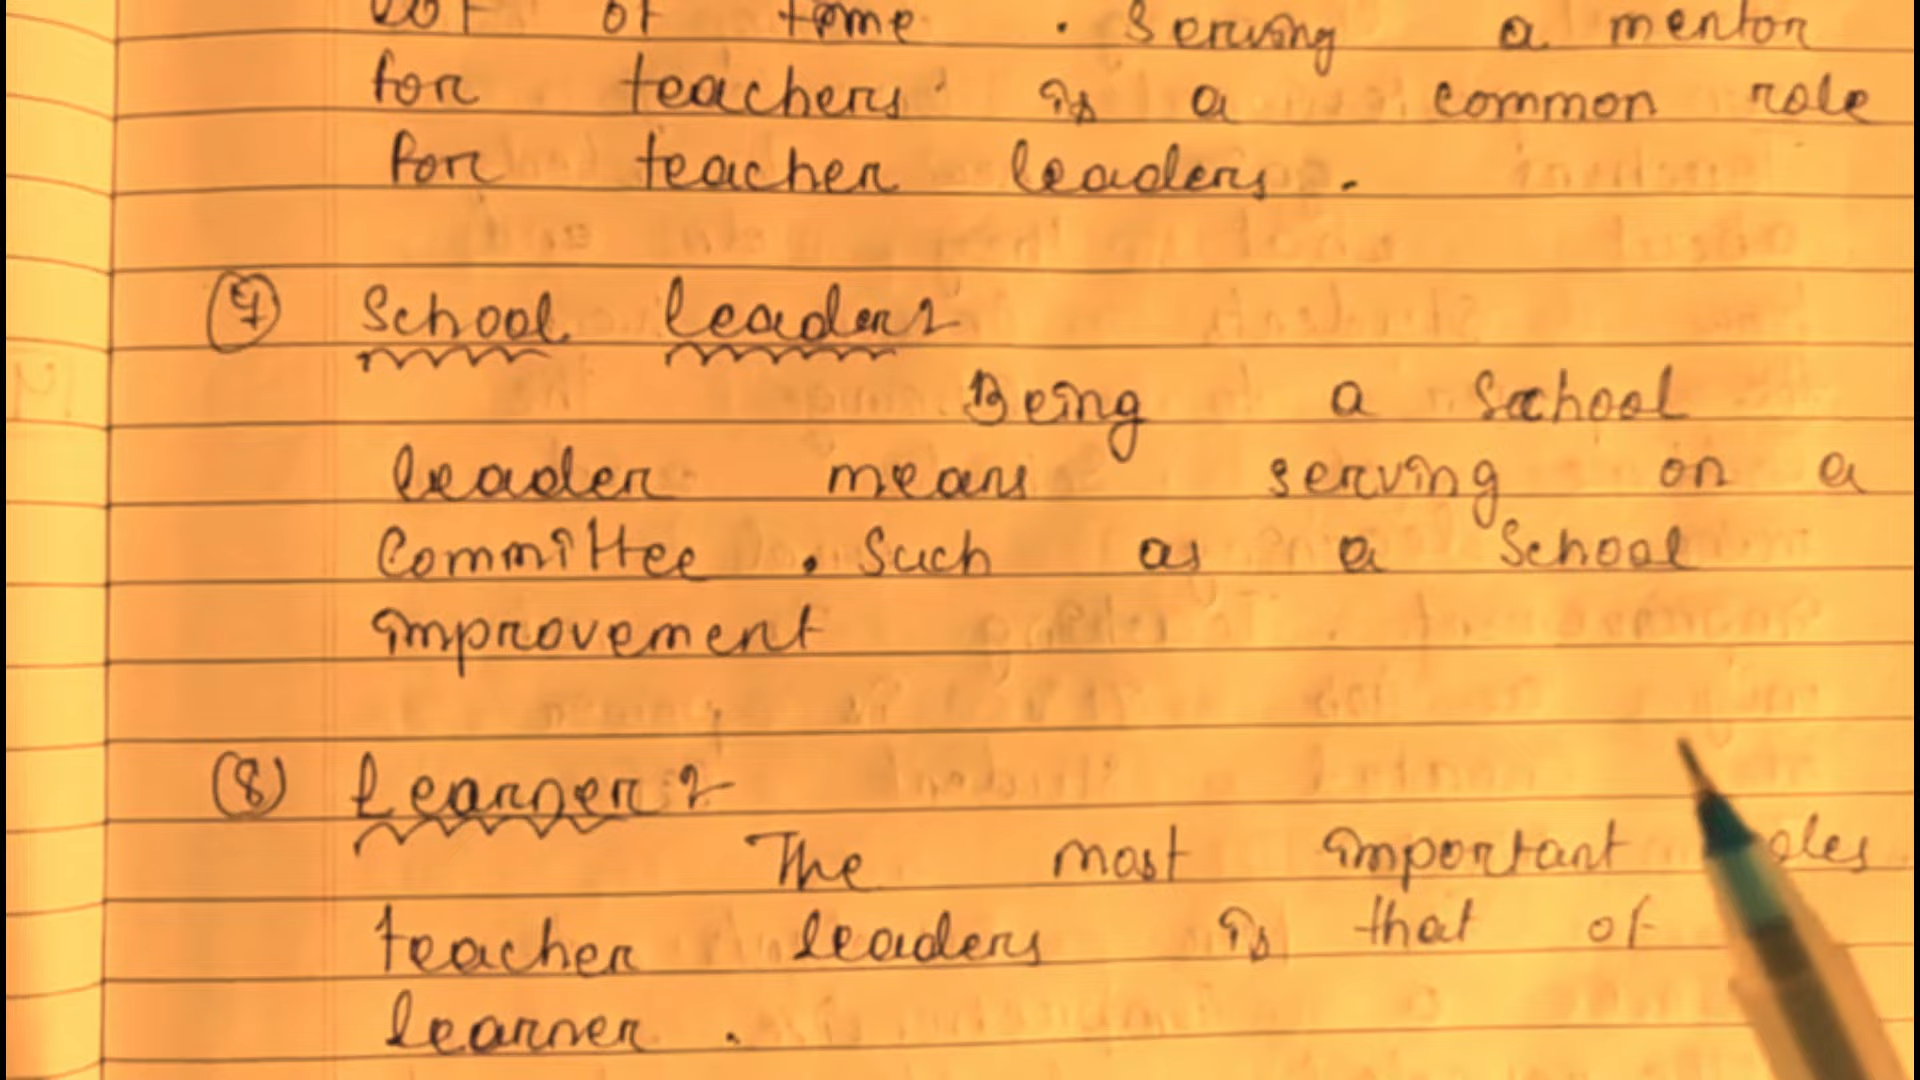 lot of time . Serving a mentor
for teachers is a common role
for teacher leaders .
(7) School leader :-
Being a School
leader means serving on a
Committee . Such as a School
improvement
(8) Learner :-
The most important
teacher leaders is that of
learner .